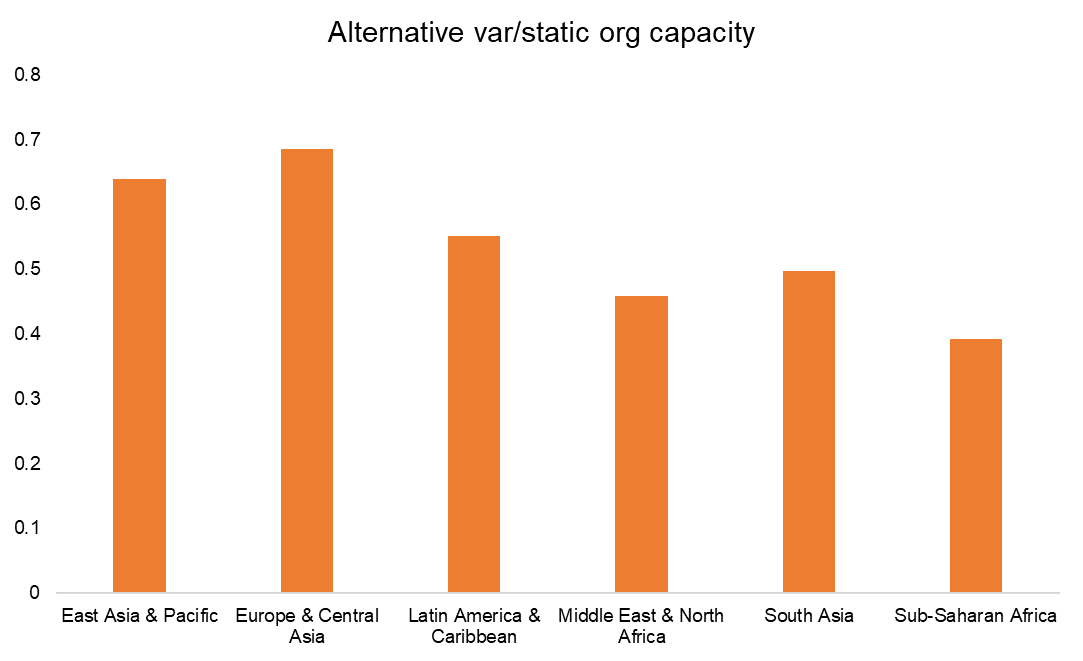 Alternative var/static org capacity
0.8
0.7
0.6
0.5
0.4
0.3
0.2
0.1
0
East Asia & Pacific
Europe & Central
Asia
Latin America &
Caribbean
Middle East & North
Africa
South Asia
Sub-Saharan Africa